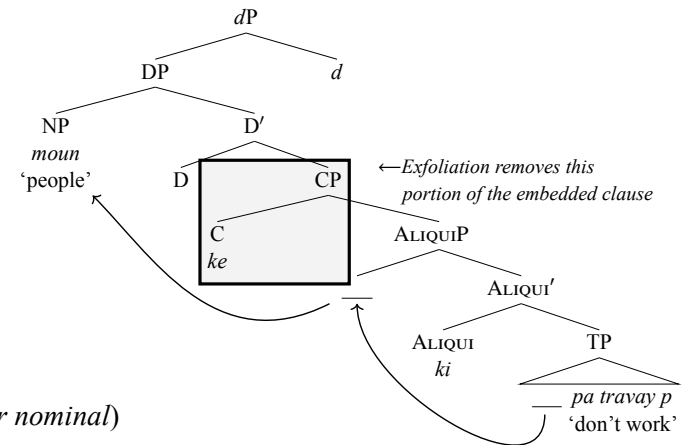 dP
DP d
NP D′
moun
‘people’ D CP ←Exfoliation removes this
portion of the embedded clause
C ALIQUIP
ke
ALIQUI′
ALIQUI TP
ki
pa travay p
‘don’t work’
r nominal)